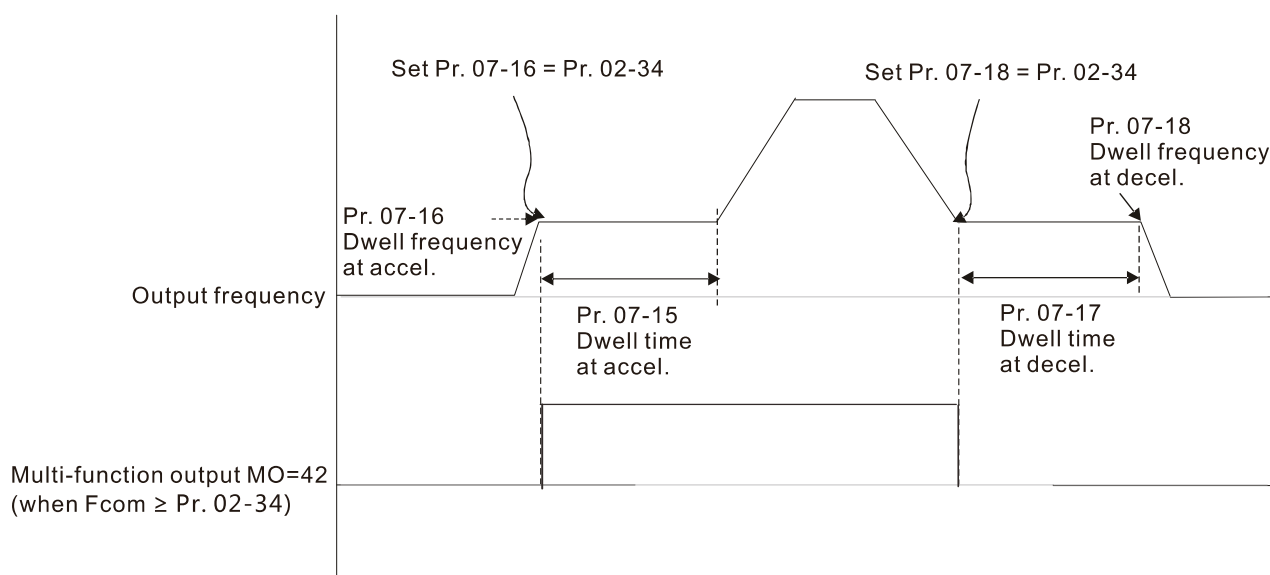 Set Pr. 07-16 = Pr. 02-34
Set Pr. 07-18 = Pr. 02-34
Pr. 07-18
Dwell frequency
at decel.
Pr. 07-16
Dwell frequency
at accel.
Output frequency
Pr. 07-15
Dwell time
at accel.
Pr. 07-17
Dwell time
at decel.
Multi-function output MO=42
(when Fcom ≥ Pr. 02-34)